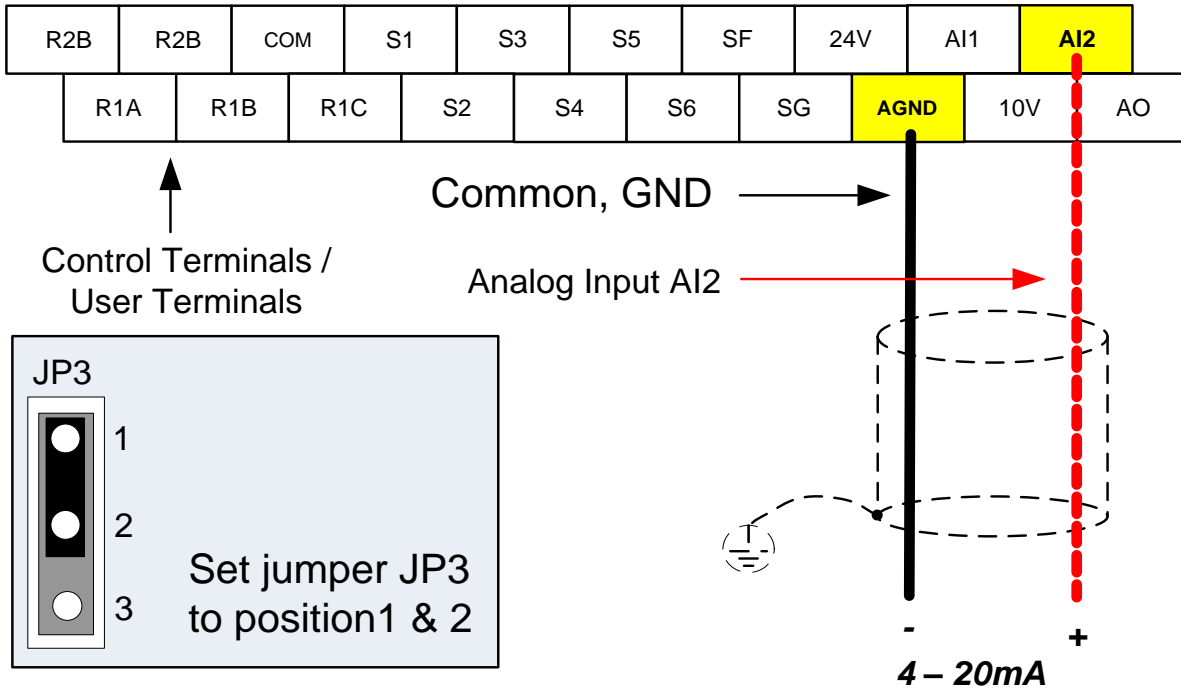 R2B R2B COM S1 S3 S5 SF 24V AI1 AI2
R1A R1B R1C S2 S4 S6 SG AGND 10V AO
Common, GND
Control Terminals /
User Terminals
Analog Input AI2
JP3
1
2
3
Set jumper JP3
to position1 & 2
- +
4 – 20mA